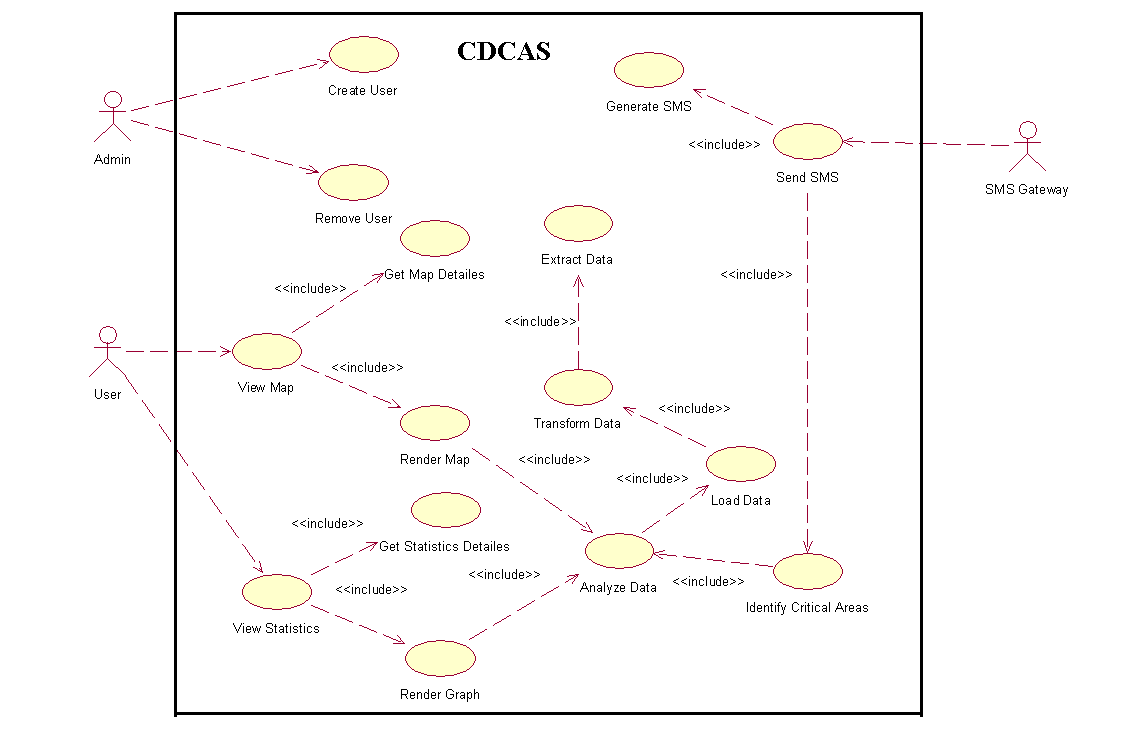 CDCAS
Create User
Generate SMS
<<include>>
Admin
Send SMS
SMS Gateway
Remove User
Extract Data
Get Map Detailes
<<include>>
<<include>>
<<include>>
<<include>>
View Map
User
Transform Data
<<include>>
Render Map
<<include>>
<<include>>
Load Data
<<include>>
Get Statistics Detailes
<<include>>
<<include>>
<<include>>
Analyze Data
Identify Critical Areas
View Statistics
Render Graph